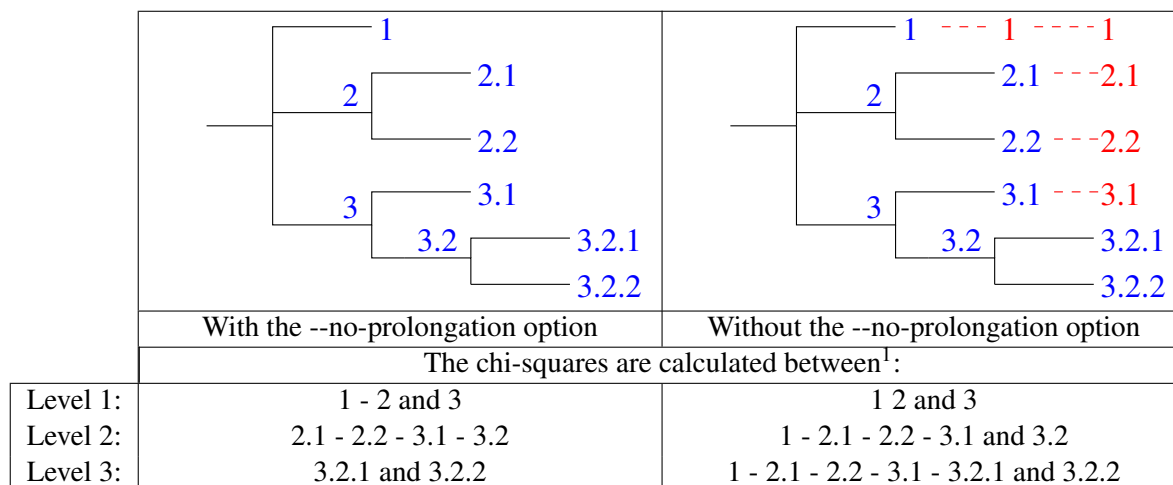 1
2.1
2
2.2
3.1
3
3.2
3.2.1
3.2.2
1 1 1
2.1 2.1
2
2.2 2.2
3.1 3.1
3
3.2
3.2.1
3.2.2
With the --no-prolongation option Without the --no-prolongation option
The chi-squares are calculated between1:
Level 1: 1 - 2 and 3 1 2 and 3
Level 2: 2.1 - 2.2 - 3.1 - 3.2 1 - 2.1 - 2.2 - 3.1 and 3.2
Level 3: 3.2.1 and 3.2.2 1 - 2.1 - 2.2 - 3.1 - 3.2.1 and 3.2.2